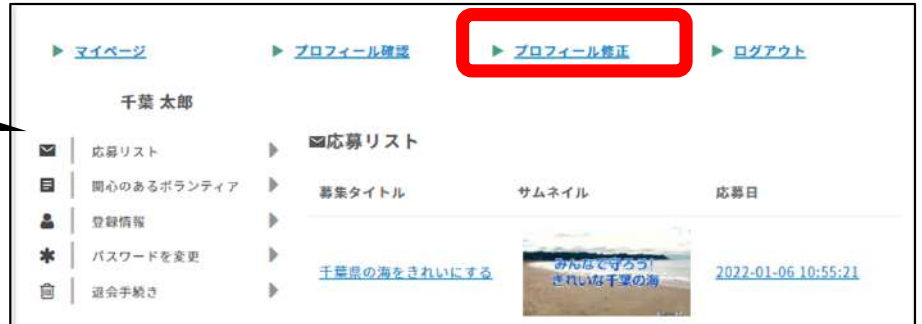 マイページ
プロフィール確認
プロフィール修正
ログアウト
千葉 太郎
応募リスト
関心のあるボランティア
登録情報
パスワードを変更
退会手続き
応募リスト
募集タイトル サムネイル 応募日
千葉県の海をきれいにする
みんなで守ろう!
きれいな千葉の海
2022-01-06 10:55:21